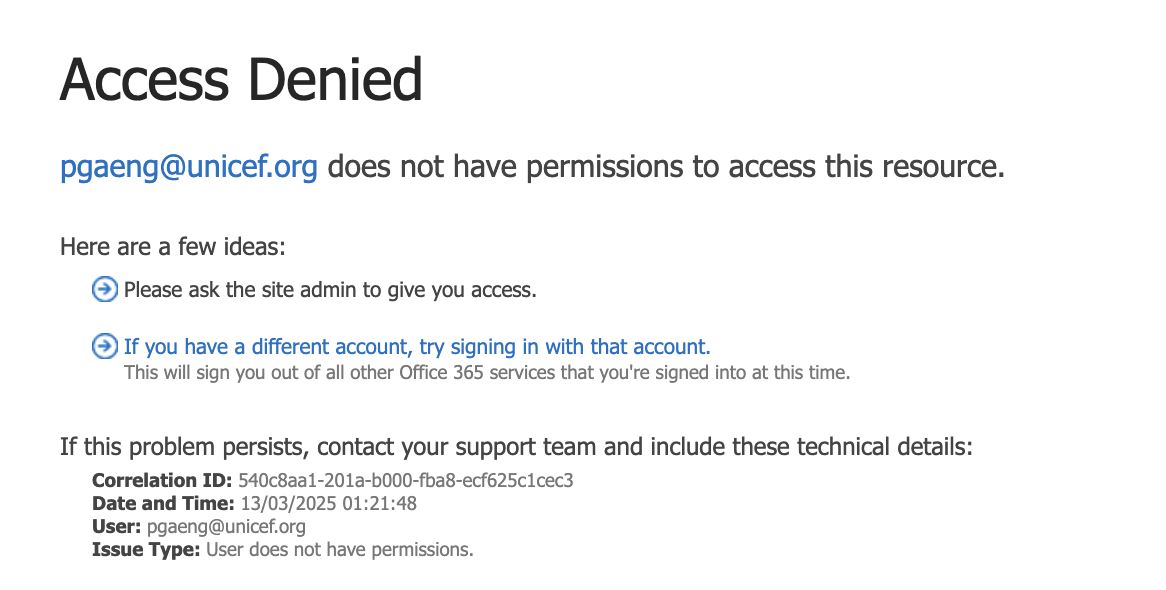 Access Denied
pgaeng@unicef.org does not have permissions to access this resource.
Here are a few ideas:
Please ask the site admin to give you access.
If you have a different account, try signing in with that account.
This will sign you out of all other Office 365 services that you're signed into at this time.
If this problem persists, contact your support team and include these technical details:
Correlation ID: 540c8aa1-201a-b000-fba8-ecf625c1cec3
Date and Time: 13/03/2025 01:21:48
User: pgaeng@unicef.org
Issue Type: User does not have permissions.